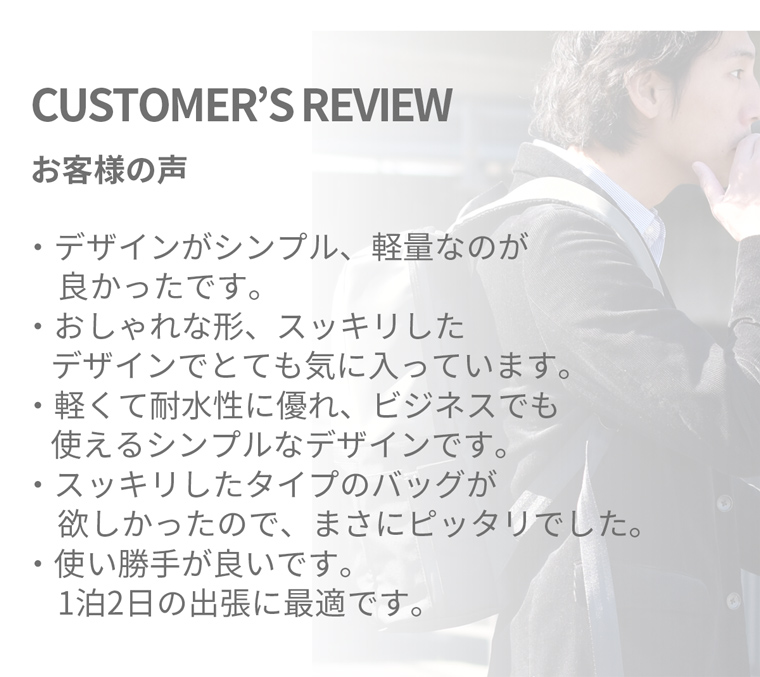 CUSTOMER’S REVIEW
お客様の声
・デザインがシンプル、軽量なのが
良かったです。
・おしゃれな形、スッキリした
デザインでとても気に入っています。
・軽くて耐水性に優れ、ビジネスでも
使えるシンプルなデザインです。
・スッキリしたタイプのバッグが
欲しかったので、まさにピッタリでした。
・使い勝手が良いです。
1泊2日の出張に最適です。